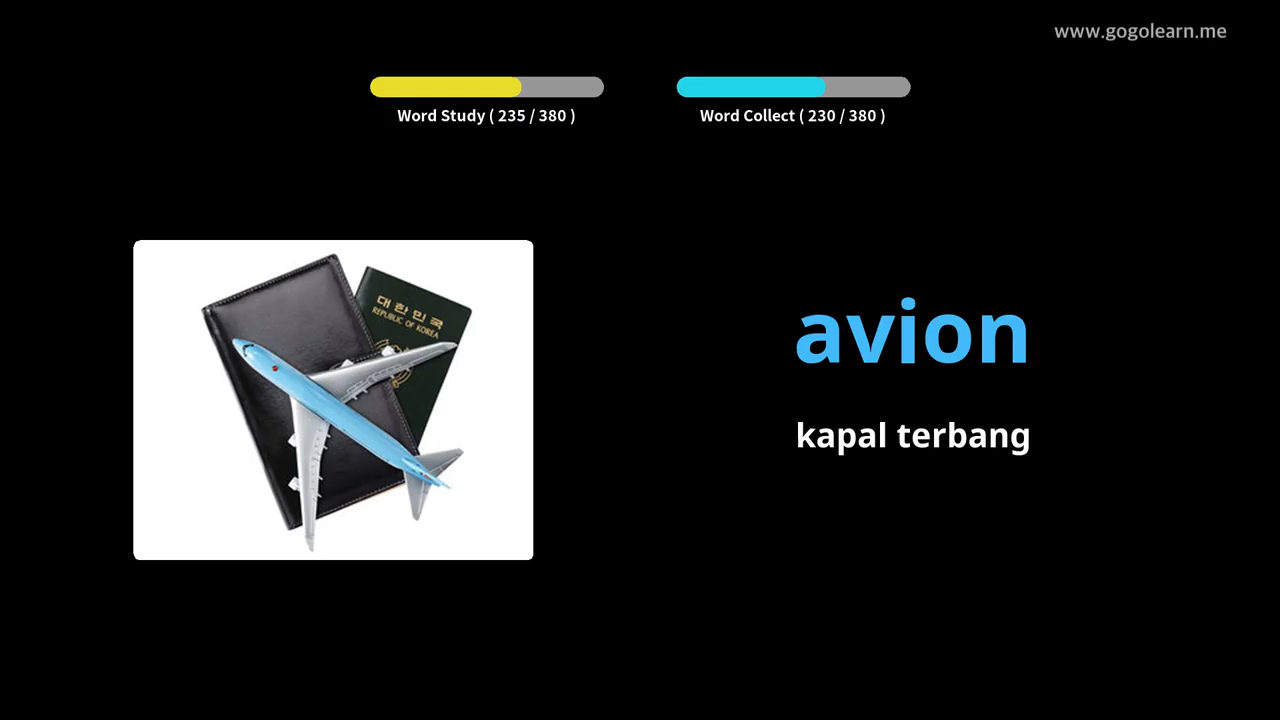 www.gogolearn.me
Word Study ( 235 / 380 )
Word Collect ( 230 / 380 )
대한민국
REPUBLIC OF KOREA
avion
kapal terbang